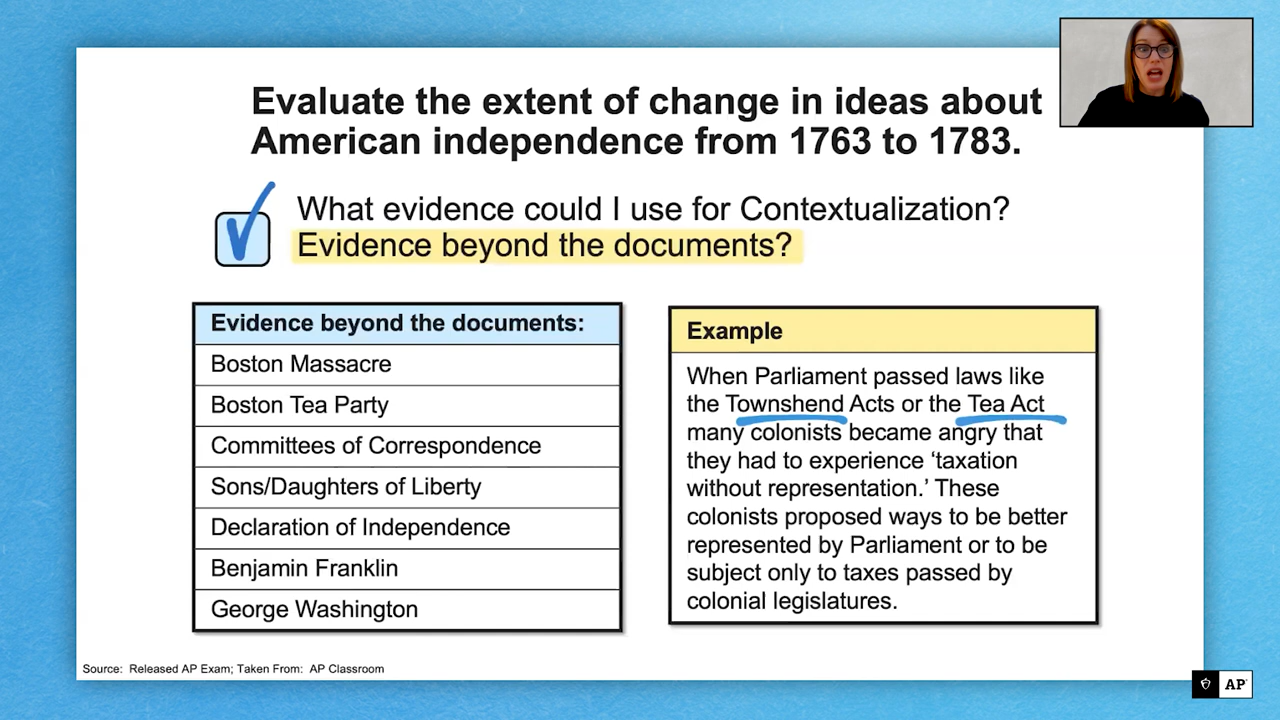 Evaluate the extent of change in ideas about
American independence from 1763 to 1783.
What evidence could I use for Contextualization?
Evidence beyond the documents?
Evidence beyond the documents:
Boston Massacre
Boston Tea Party
Committees of Correspondence
Sons/Daughters of Liberty
Declaration of Independence
Benjamin Franklin
George Washington
Example
When Parliament passed laws like
the Townshend Acts or the Tea Act
many colonists became angry that
they had to experience ‘taxation
without representation.’ These
colonists proposed ways to be better
represented by Parliament or to be
subject only to taxes passed by
colonial legislatures.
Source: Released AP Exam; Taken From: AP Classroom
AP